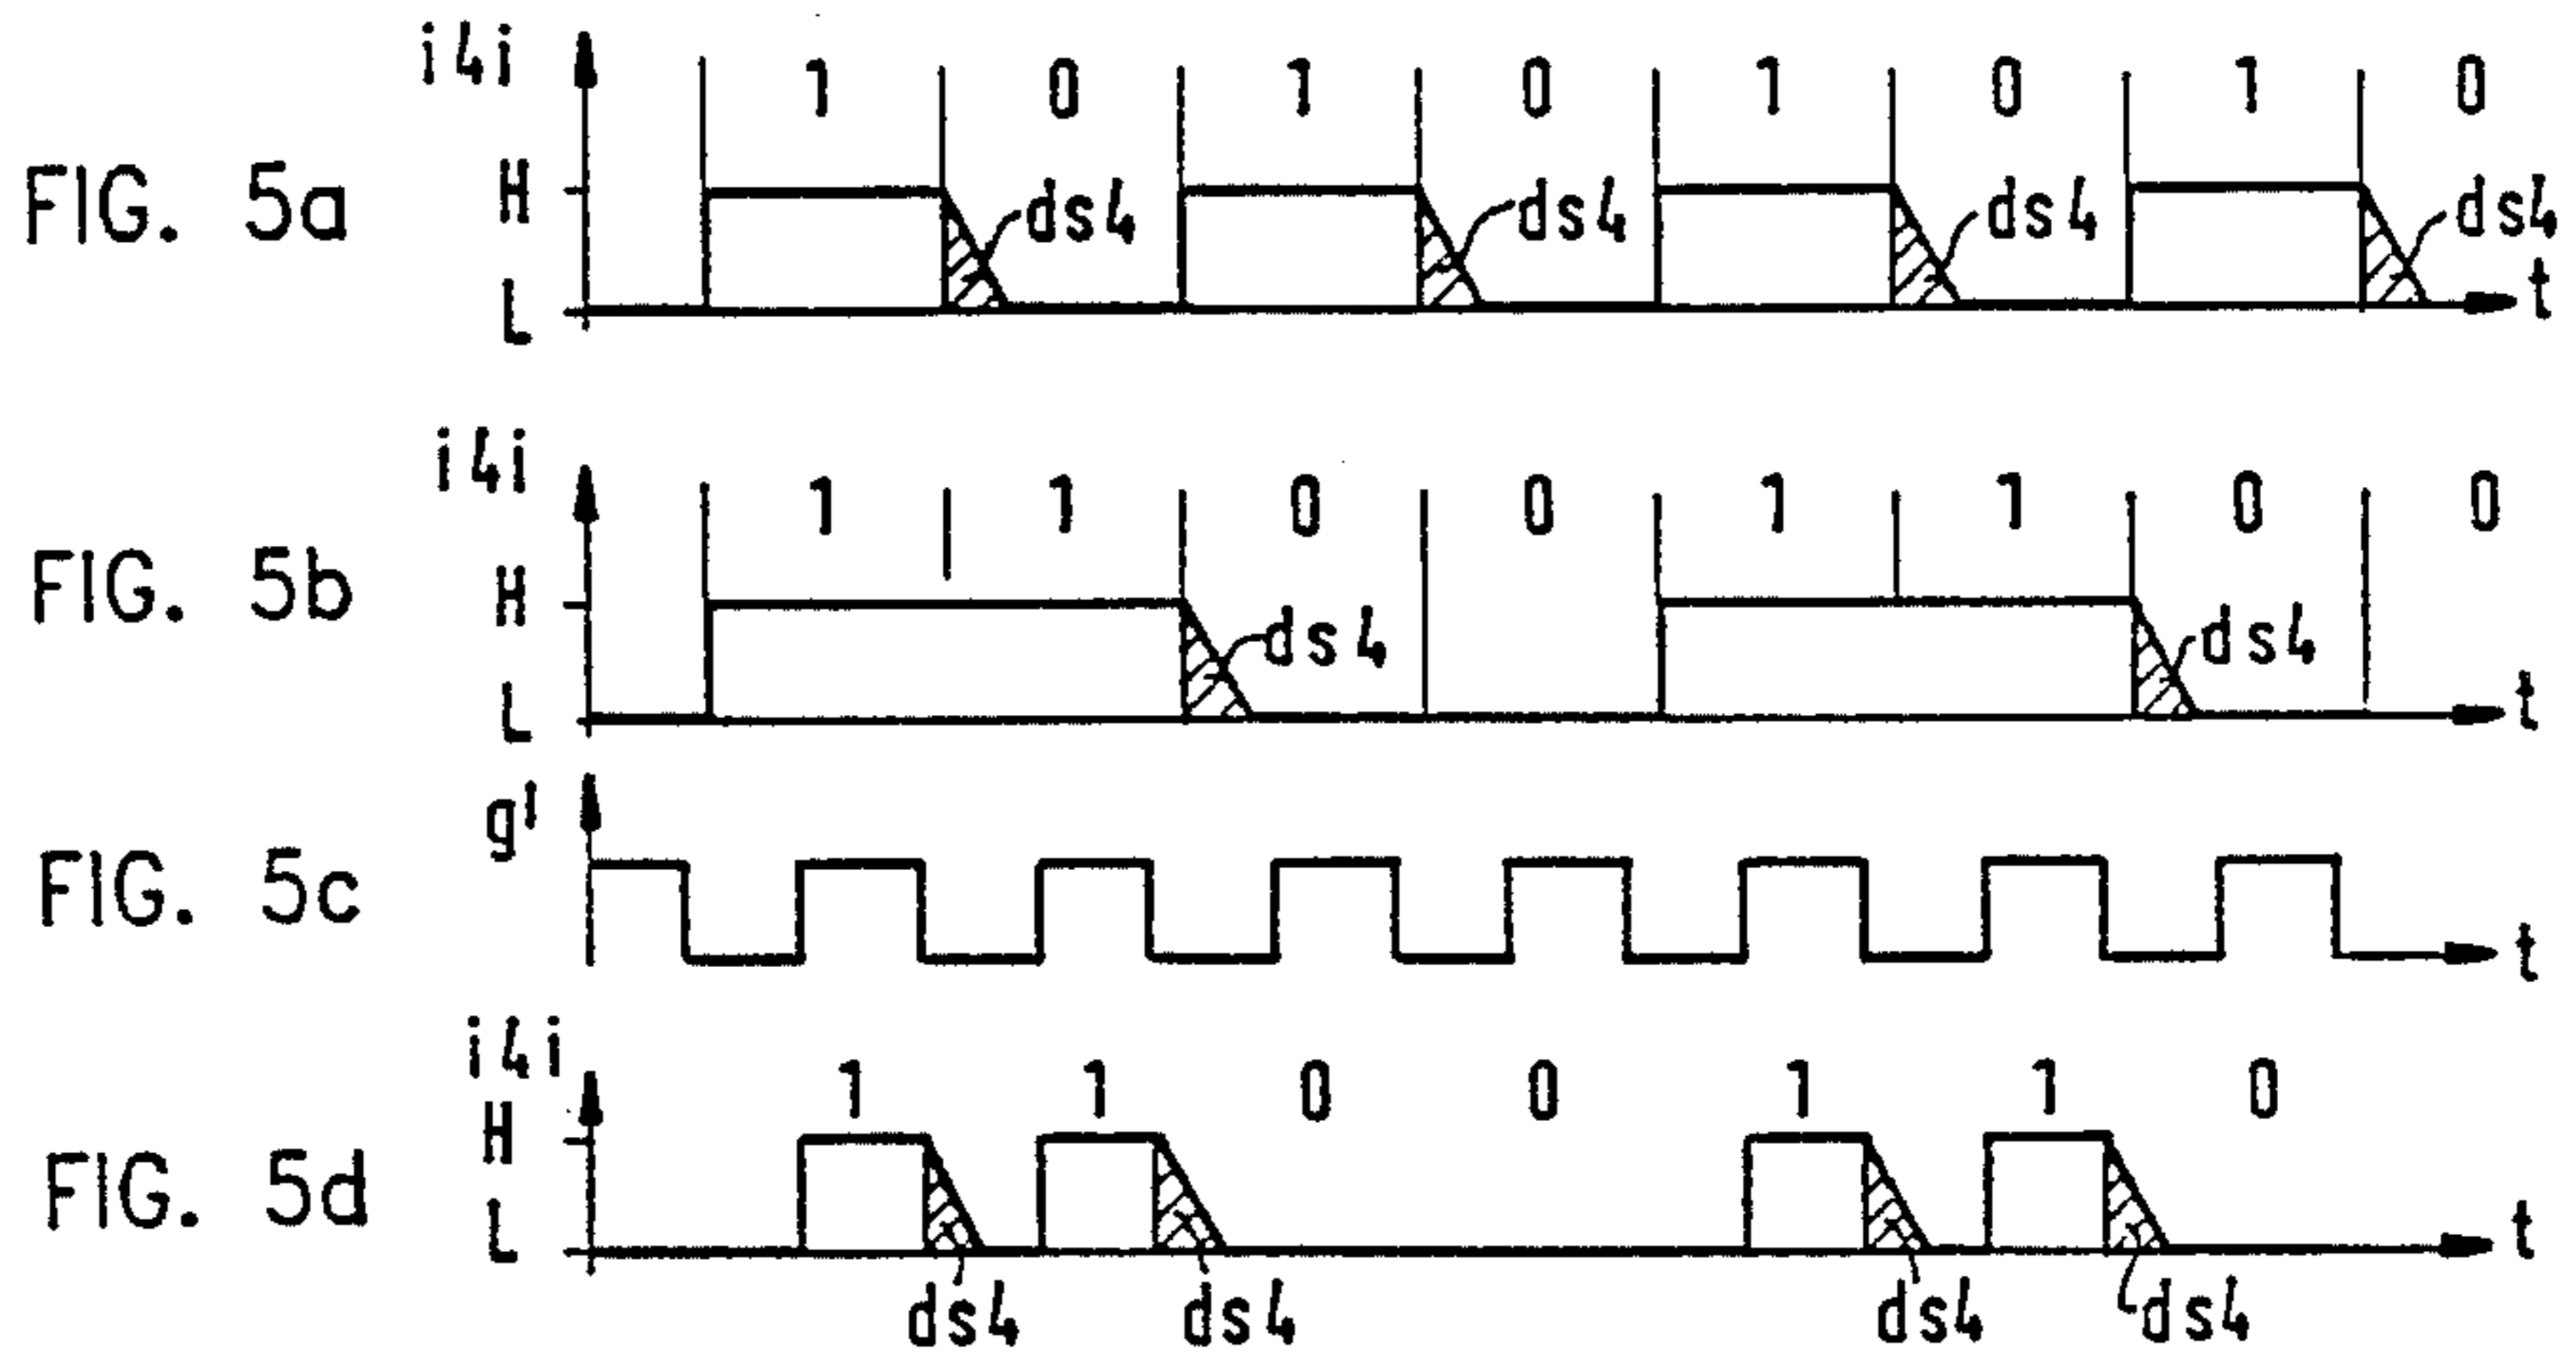 i4i 1 0 1 0 1 0 1 0
FIG. 5a H ds4 ds4 ds4 ds4
L t
i4i 1 1 0 0 1 1 0 0
FIG. 5b H ds4 ds4
L t
g'
FIG. 5c t
i4i 1 1 0 0 1 1 0
H
FIG. 5d L t
ds4 ds4 ds4 ds4